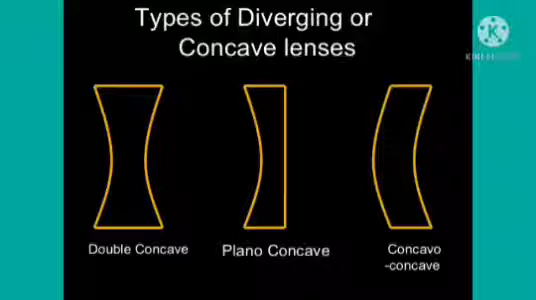 Types of Diverging or
Concave lenses
K
Double Concave
Plano Concave
Concavo
-concave